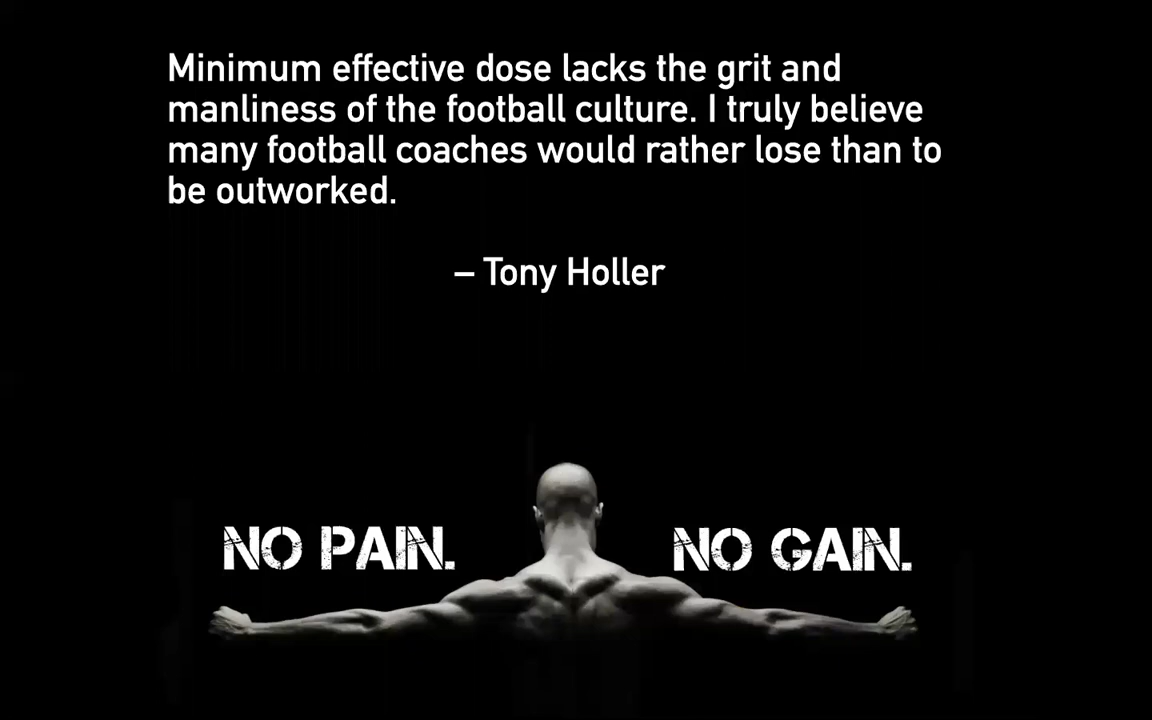 Minimum effective dose lacks the grit and
manliness of the football culture. I truly believe
many football coaches would rather lose than to
be outworked.
– Tony Holler
NO PAIN. NO GAIN.